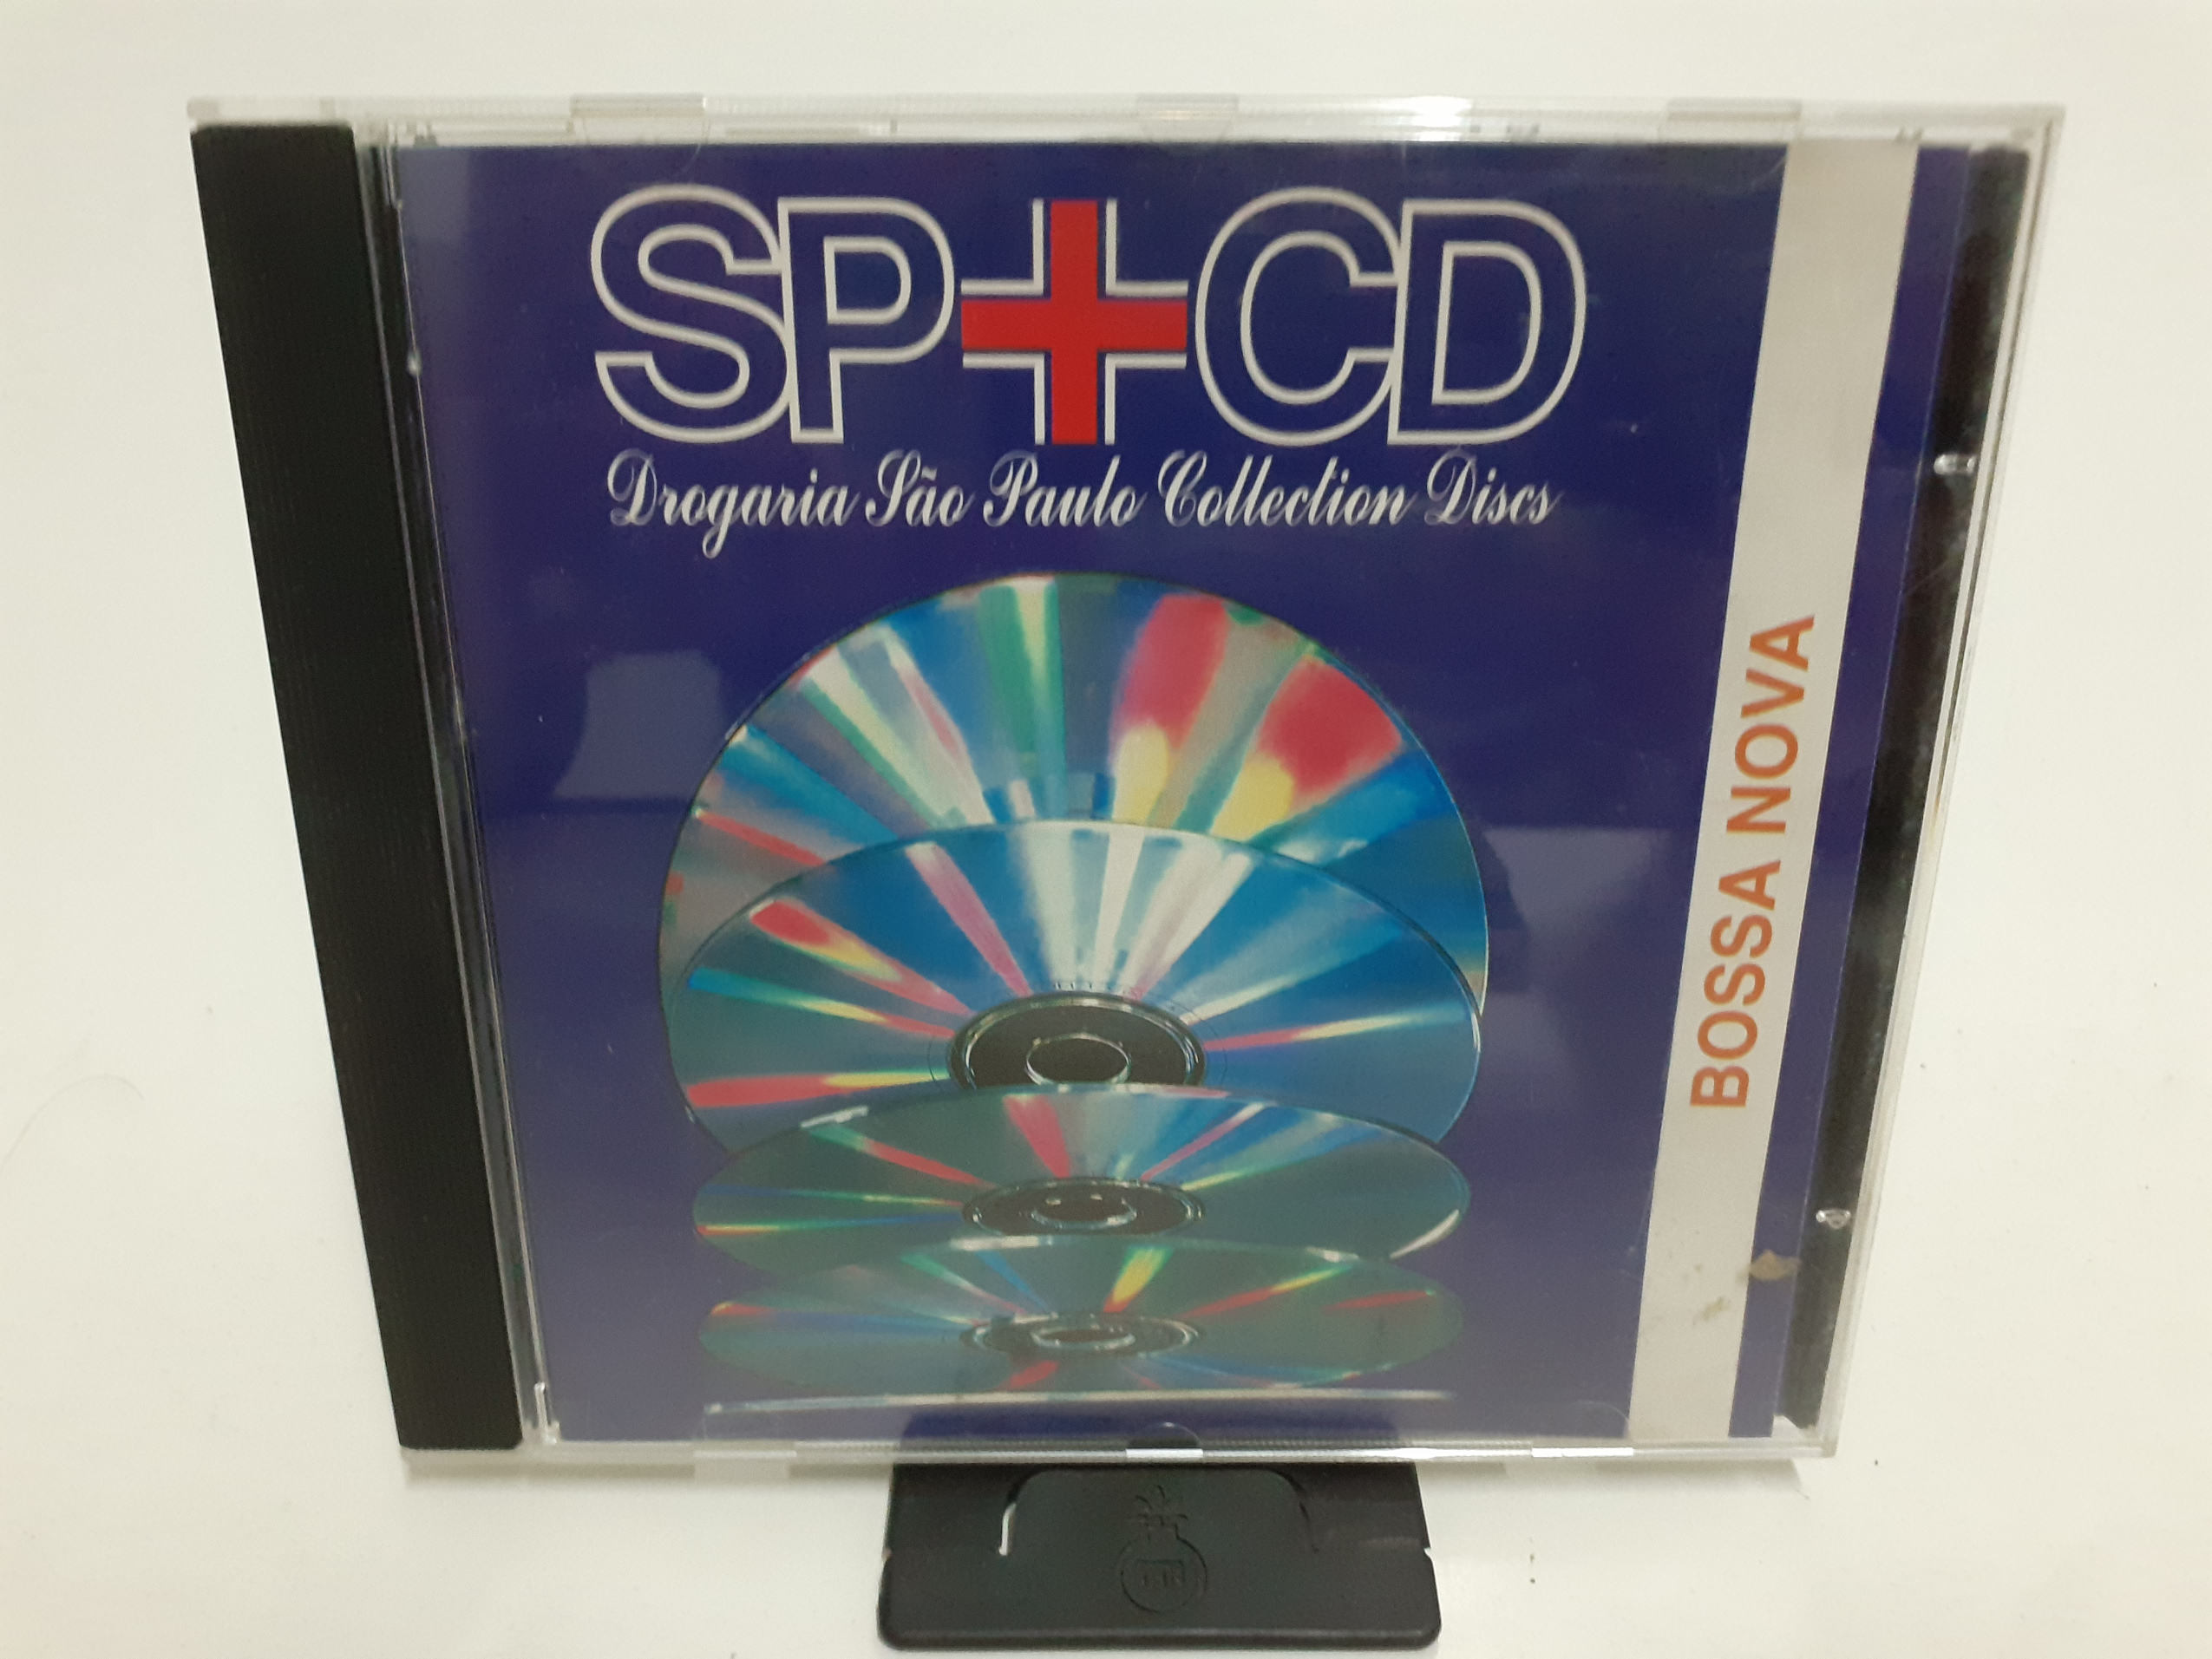 SP+CD
Drogaria São Paulo Collection Discs
BOSSA NOVA